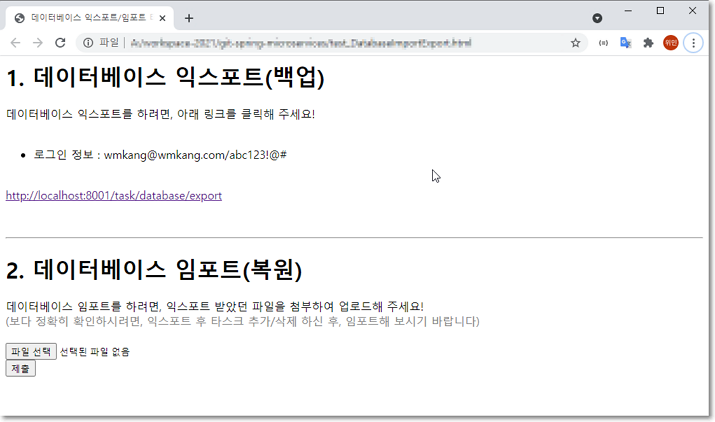 데이터베이스 익스포트/임포트
파일
A:/workspace-2021/git-spring-microservices/test_DatabaseImportExport.html
위민
1. 데이터베이스 익스포트(백업)
데이터베이스 익스포트를 하려면, 아래 링크를 클릭해 주세요!
• 로그인 정보 : wmkang@wmkang.com/abc123!@#
http://localhost:8001/task/database/export
2. 데이터베이스 임포트(복원)
데이터베이스 임포트를 하려면, 익스포트 받았던 파일을 첨부하여 업로드해 주세요!
(보다 정확히 확인하시려면, 익스포트 후 타스크 추가/삭제 하신 후, 임포트해 보시기 바랍니다)
파일 선택 선택된 파일 없음
제출